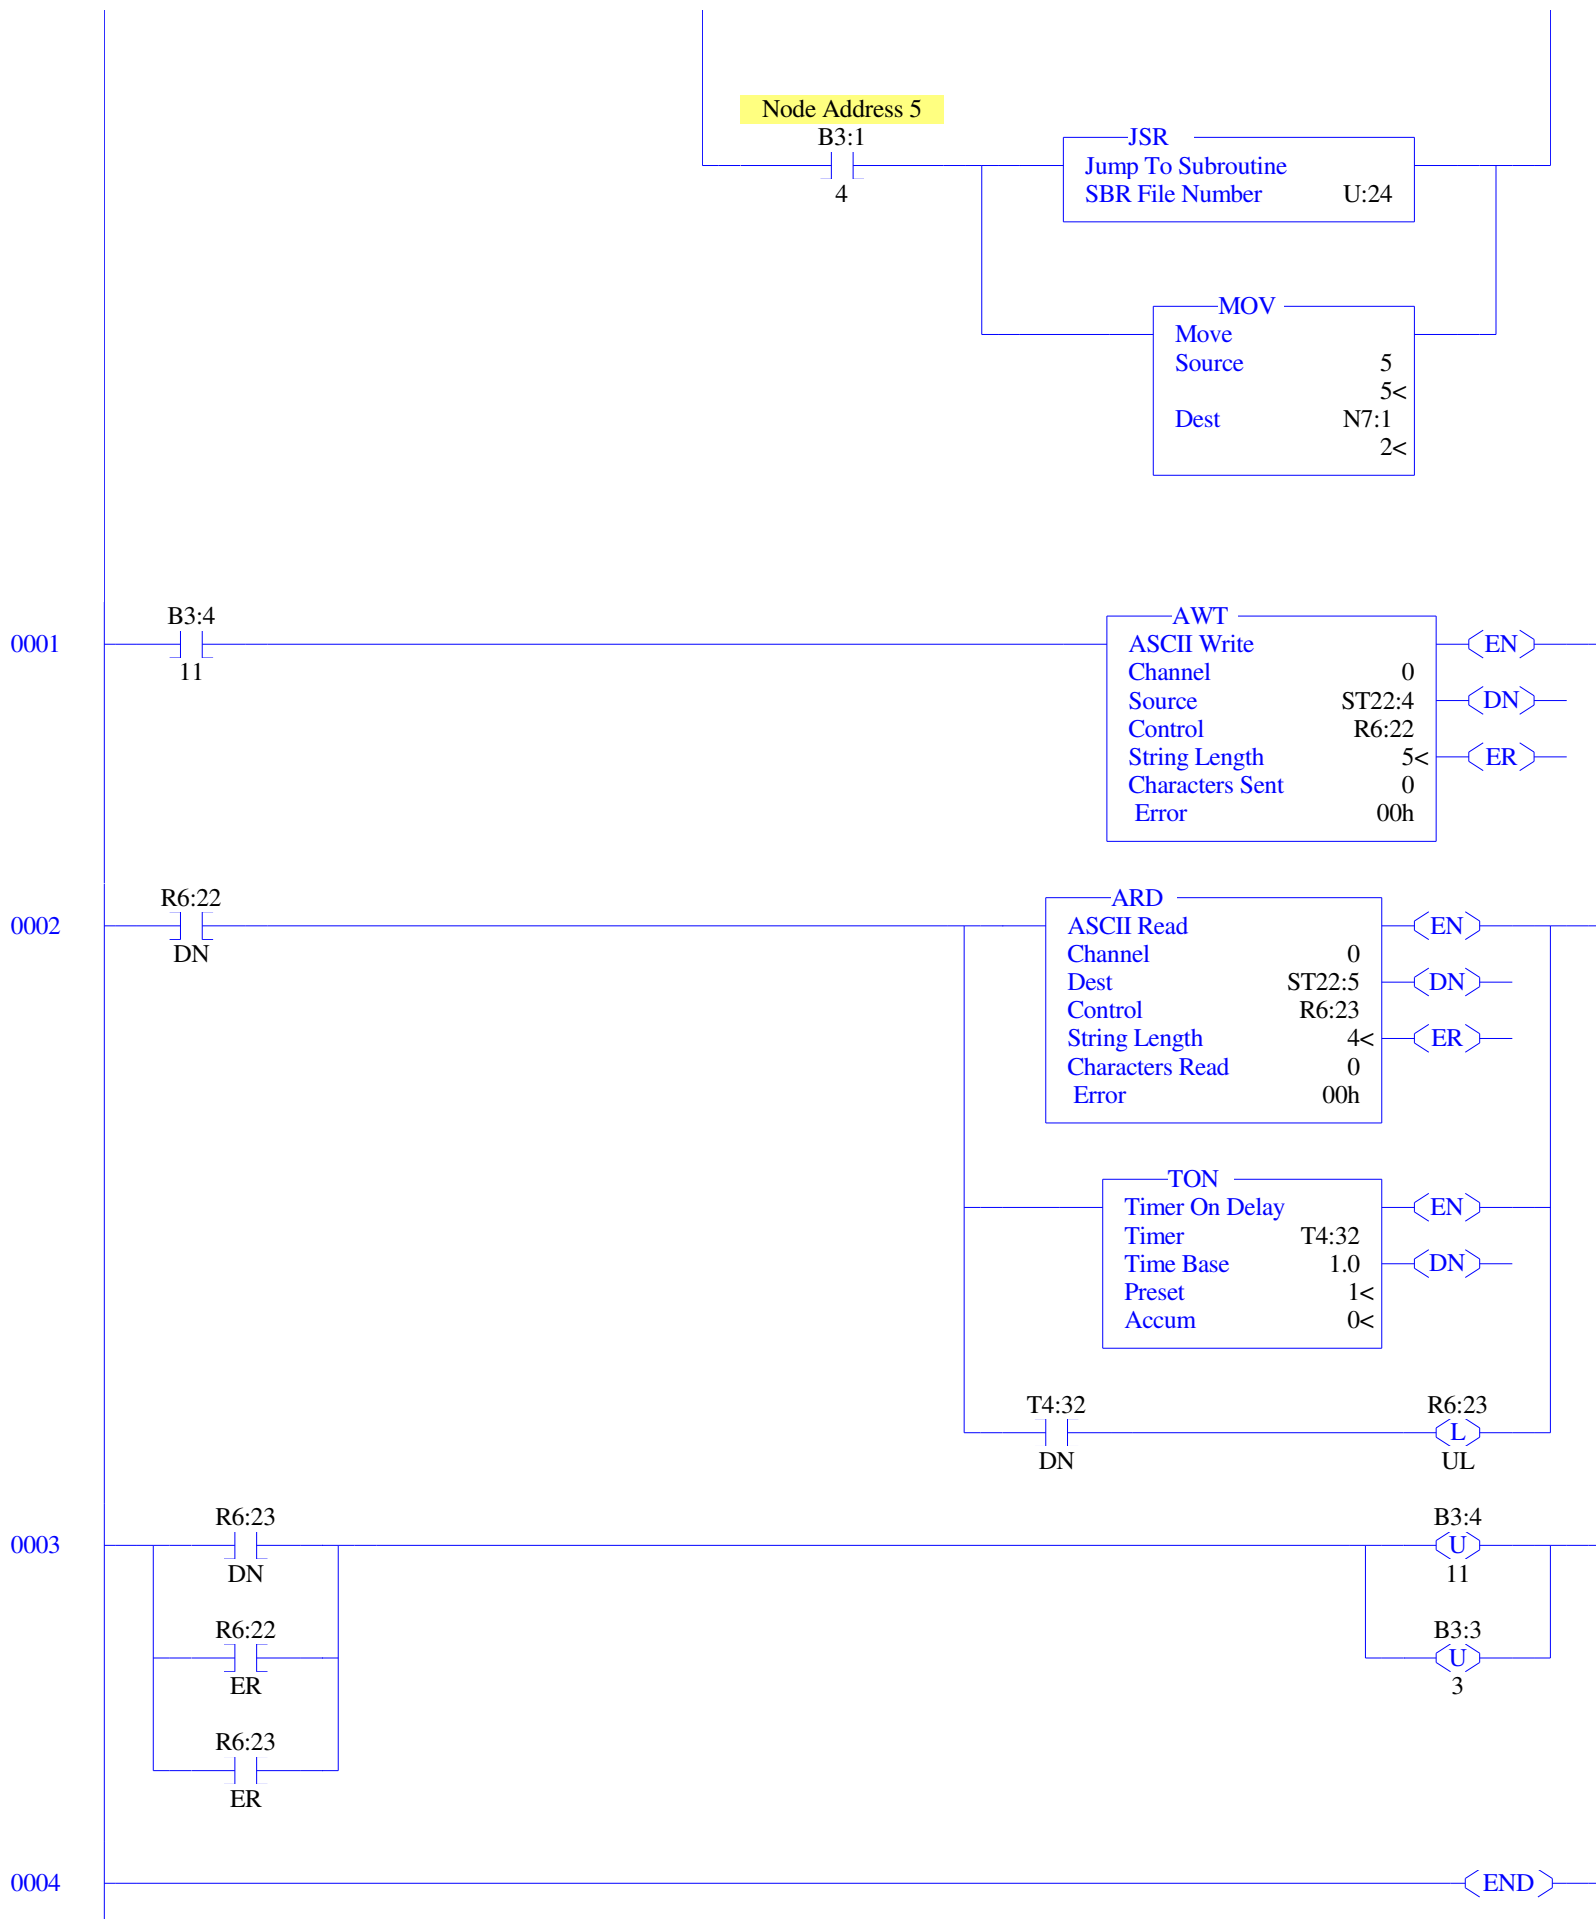 Node Address 5
B3:1
4
JSR
Jump To Subroutine
SBR File Number U:24
MOV
Move
Source 5
5<
Dest N7:1
2<
0001
B3:4
11
AWT
ASCII Write
Channel 0
Source ST22:4
Control R6:22
String Length 5<
Characters Sent 0
Error 00h
EN
DN
ER
0002
R6:22
DN
ARD
ASCII Read
Channel 0
Dest ST22:5
Control R6:23
String Length 4<
Characters Read 0
Error 00h
EN
DN
ER
TON
Timer On Delay
Timer T4:32
Time Base 1.0
Preset 1<
Accum 0<
EN
DN
T4:32
DN
R6:23
L
UL
0003
R6:23
DN
R6:22
ER
R6:23
ER
B3:4
U
11
B3:3
U
3
0004
END